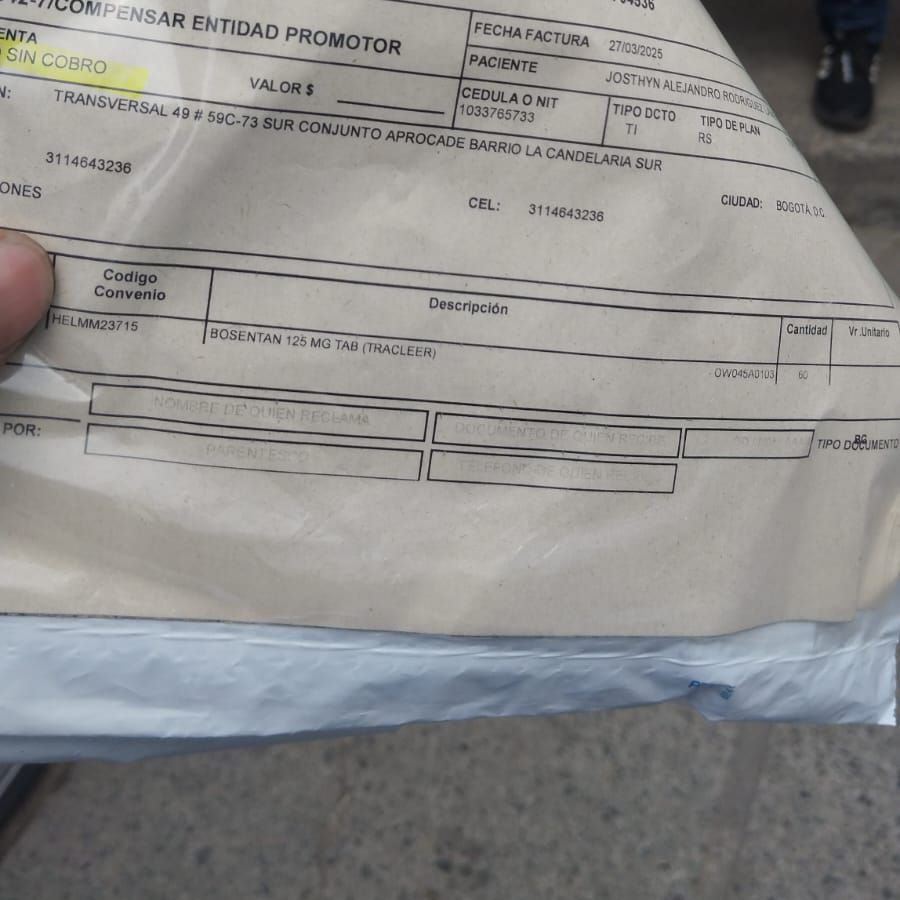 /COMPENSAR ENTIDAD PROMOTOR
ENTA
SIN COBRO
VALOR $
FECHA FACTURA 27/03/2025
PACIENTE JOSTHYN ALEJANDRO RODRIGUEZ
CEDULA O NIT
1033765733
TIPO DCTO
TI
TIPO DE PLAN
RS
N: TRANSVERSAL 49 # 59C-73 SUR CONJUNTO APROCADE BARRIO LA CANDELARIA SUR
3114643236
CEL: 3114643236
CIUDAD: BOGOTÁ, D.C.
ONES
Codigo
Convenio
Descripción
Cantidad
Vr .Unitario
HELMM23715
BOSENTAN 125 MG TAB (TRACLEER)
OW045A0103
60
POR:
NOMBRE DE QUIEN RECLAMA
DOCUMENTO DE QUIEN RECIBE
TIPO DOCUMENTO
PARENTESCO
TELEFONO DE QUIEN